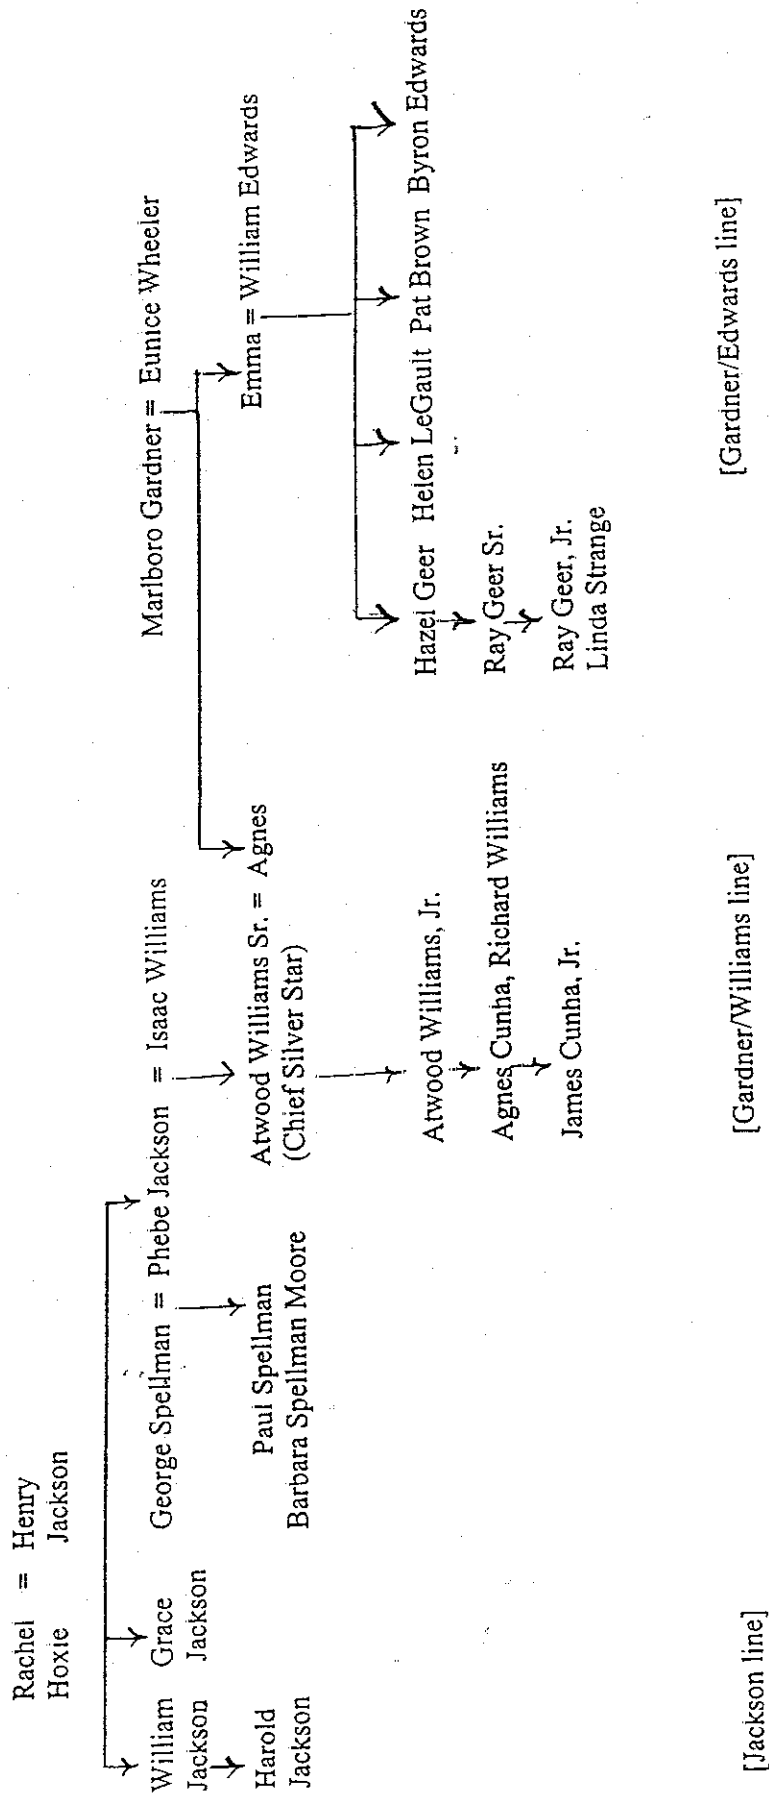 Rachel = Henry
Hoxie Jackson
William Grace George Spellman = Phebe Jackson = Isaac Williams Marlboro Gardner = Eunice Wheeler
Jackson Jackson
Harold Paul Spellman Atwood Williams Sr. = Agnes Emma = William Edwards
Jackson Barbara Spellman Moore (Chief Silver Star)
Atwood Williams, Jr. Hazel Geer Helen LeGault Pat Brown Byron Edwards
Agnes Cunha, Richard Williams Ray Geer Sr.
James Cunha, Jr. Ray Geer, Jr.
Linda Strange
[Jackson line] [Gardner/Williams line] [Gardner/Edwards line]